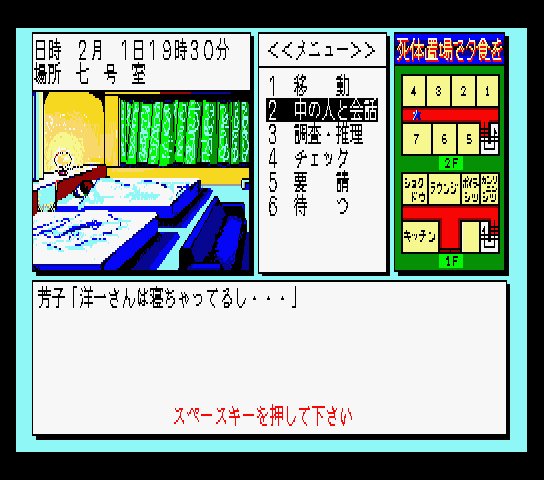 日時 2月 1日19時30分
場所 七 号 室
<<メニュー>>
1 移 動
2 中の人と会話
3 調査・推理
4 チェック
5 要 請
6 待 つ
死体置場で夕食を
4 3 2 1
7 6 5
2F
ショクドウ ラウンジ ボイラーシツ カンリシツ
キッチン
1F
芳子「洋一さんは寝ちゃってるし・・・」
スペースキーを押して下さい